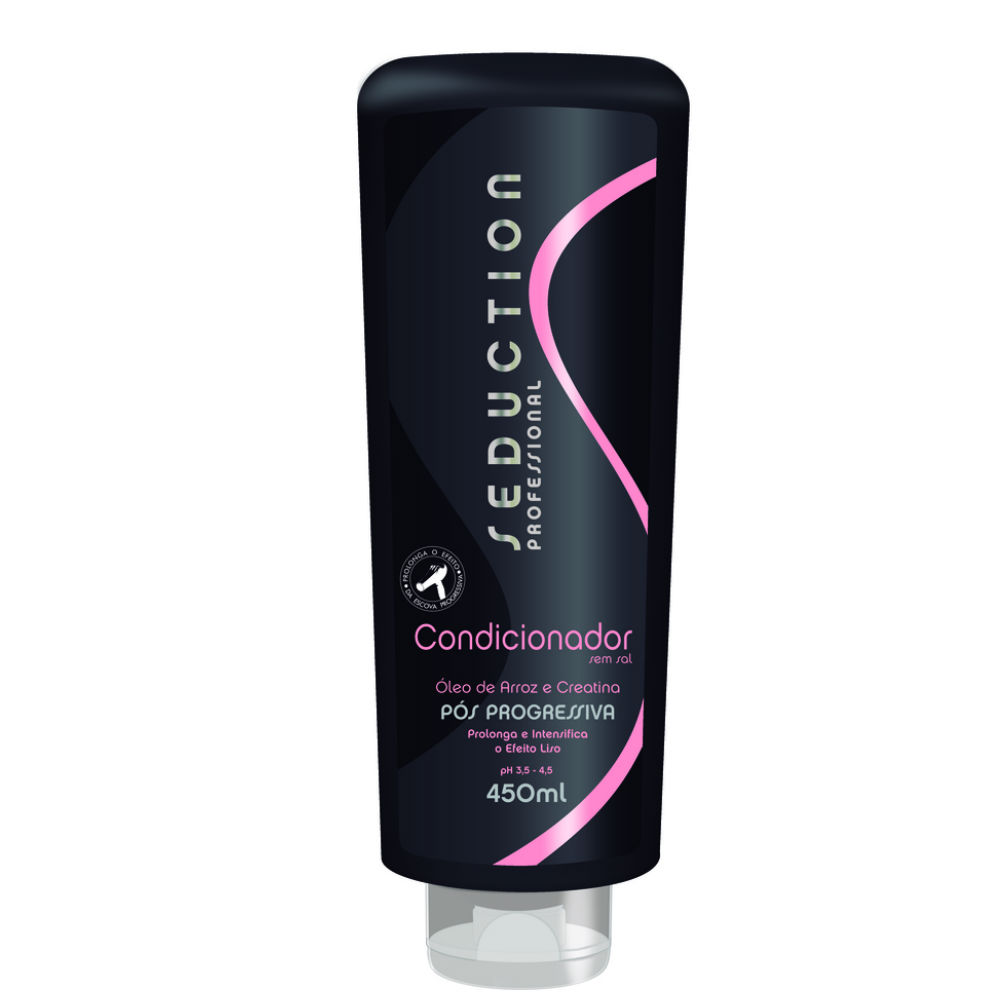 SEDUCTION
PROFESSIONAL
PROLONGA O EFEITO
DA ESCOVA PROGRESSIVA
Condicionador
sem sal
Óleo de Arroz e Creatina
PÓS PROGRESSIVA
Prolonga e Intensifica
o Efeito Liso
pH 3,5 - 4,5
450ml